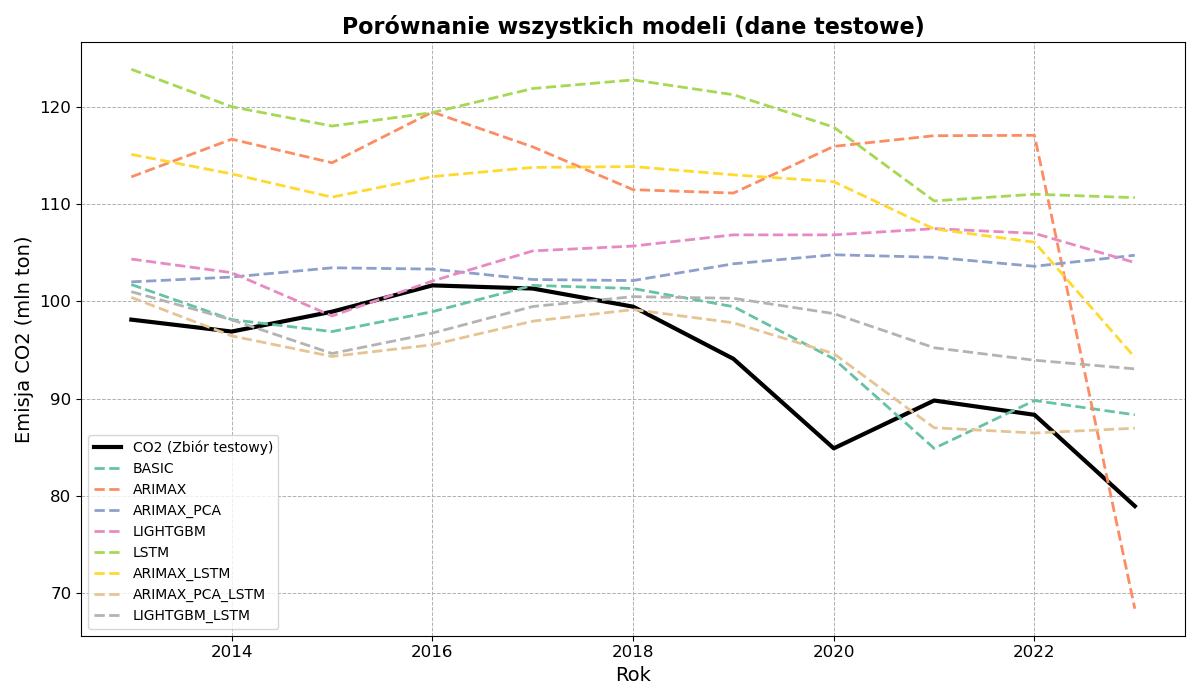 Porównanie wszystkich modeli (dane testowe)
Emisja CO2 (mln ton)
120
110
100
90
80
70
CO2 (Zbiór testowy)
BASIC
ARIMAX
ARIMAX_PCA
LIGHTGBM
LSTM
ARIMAX_LSTM
ARIMAX_PCA_LSTM
LIGHTGBM_LSTM
2014 2016 2018 2020 2022
Rok